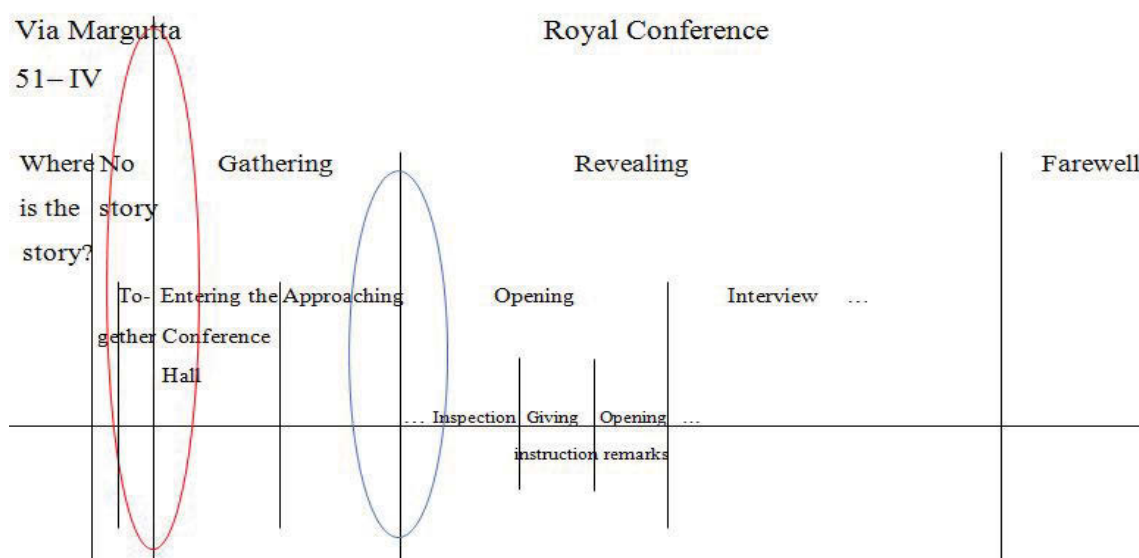 Via Margutta Royal Conference
51– IV
Where No Gathering Revealing Farewell
is the story
story?
To- Entering the Approaching Opening Interview …
gether Conference
Hall
… Inspection Giving Opening …
instruction remarks